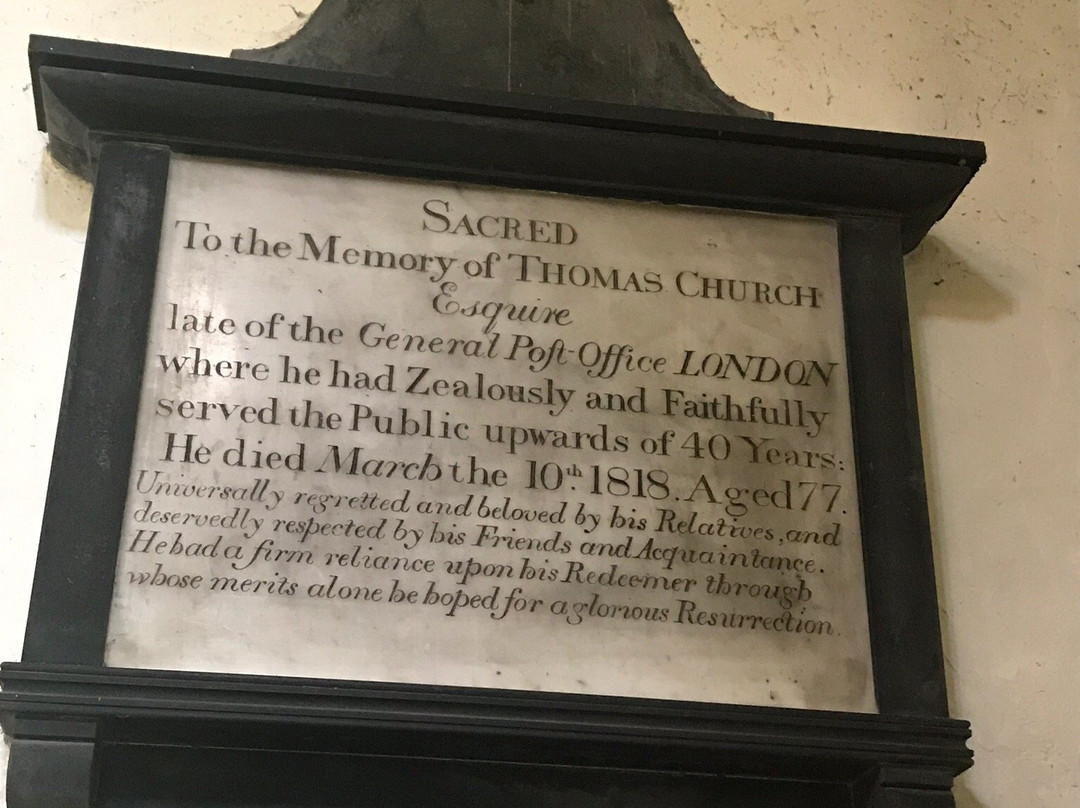 SACRED
To the Memory of THOMAS CHURCH
Esquire
late of the General Poſt-Office LONDON
where he had Zealously and Faithfully
served the Public upwards of 40 Years:
He died March the 10th. 1818. Aged 77.
Universally regretted and beloved by his Relatives, and
deservedly respected by his Friends and Acquaintance.
He had a firm reliance upon his Redeemer through
whose merits alone he hoped for a glorious Resurrection.